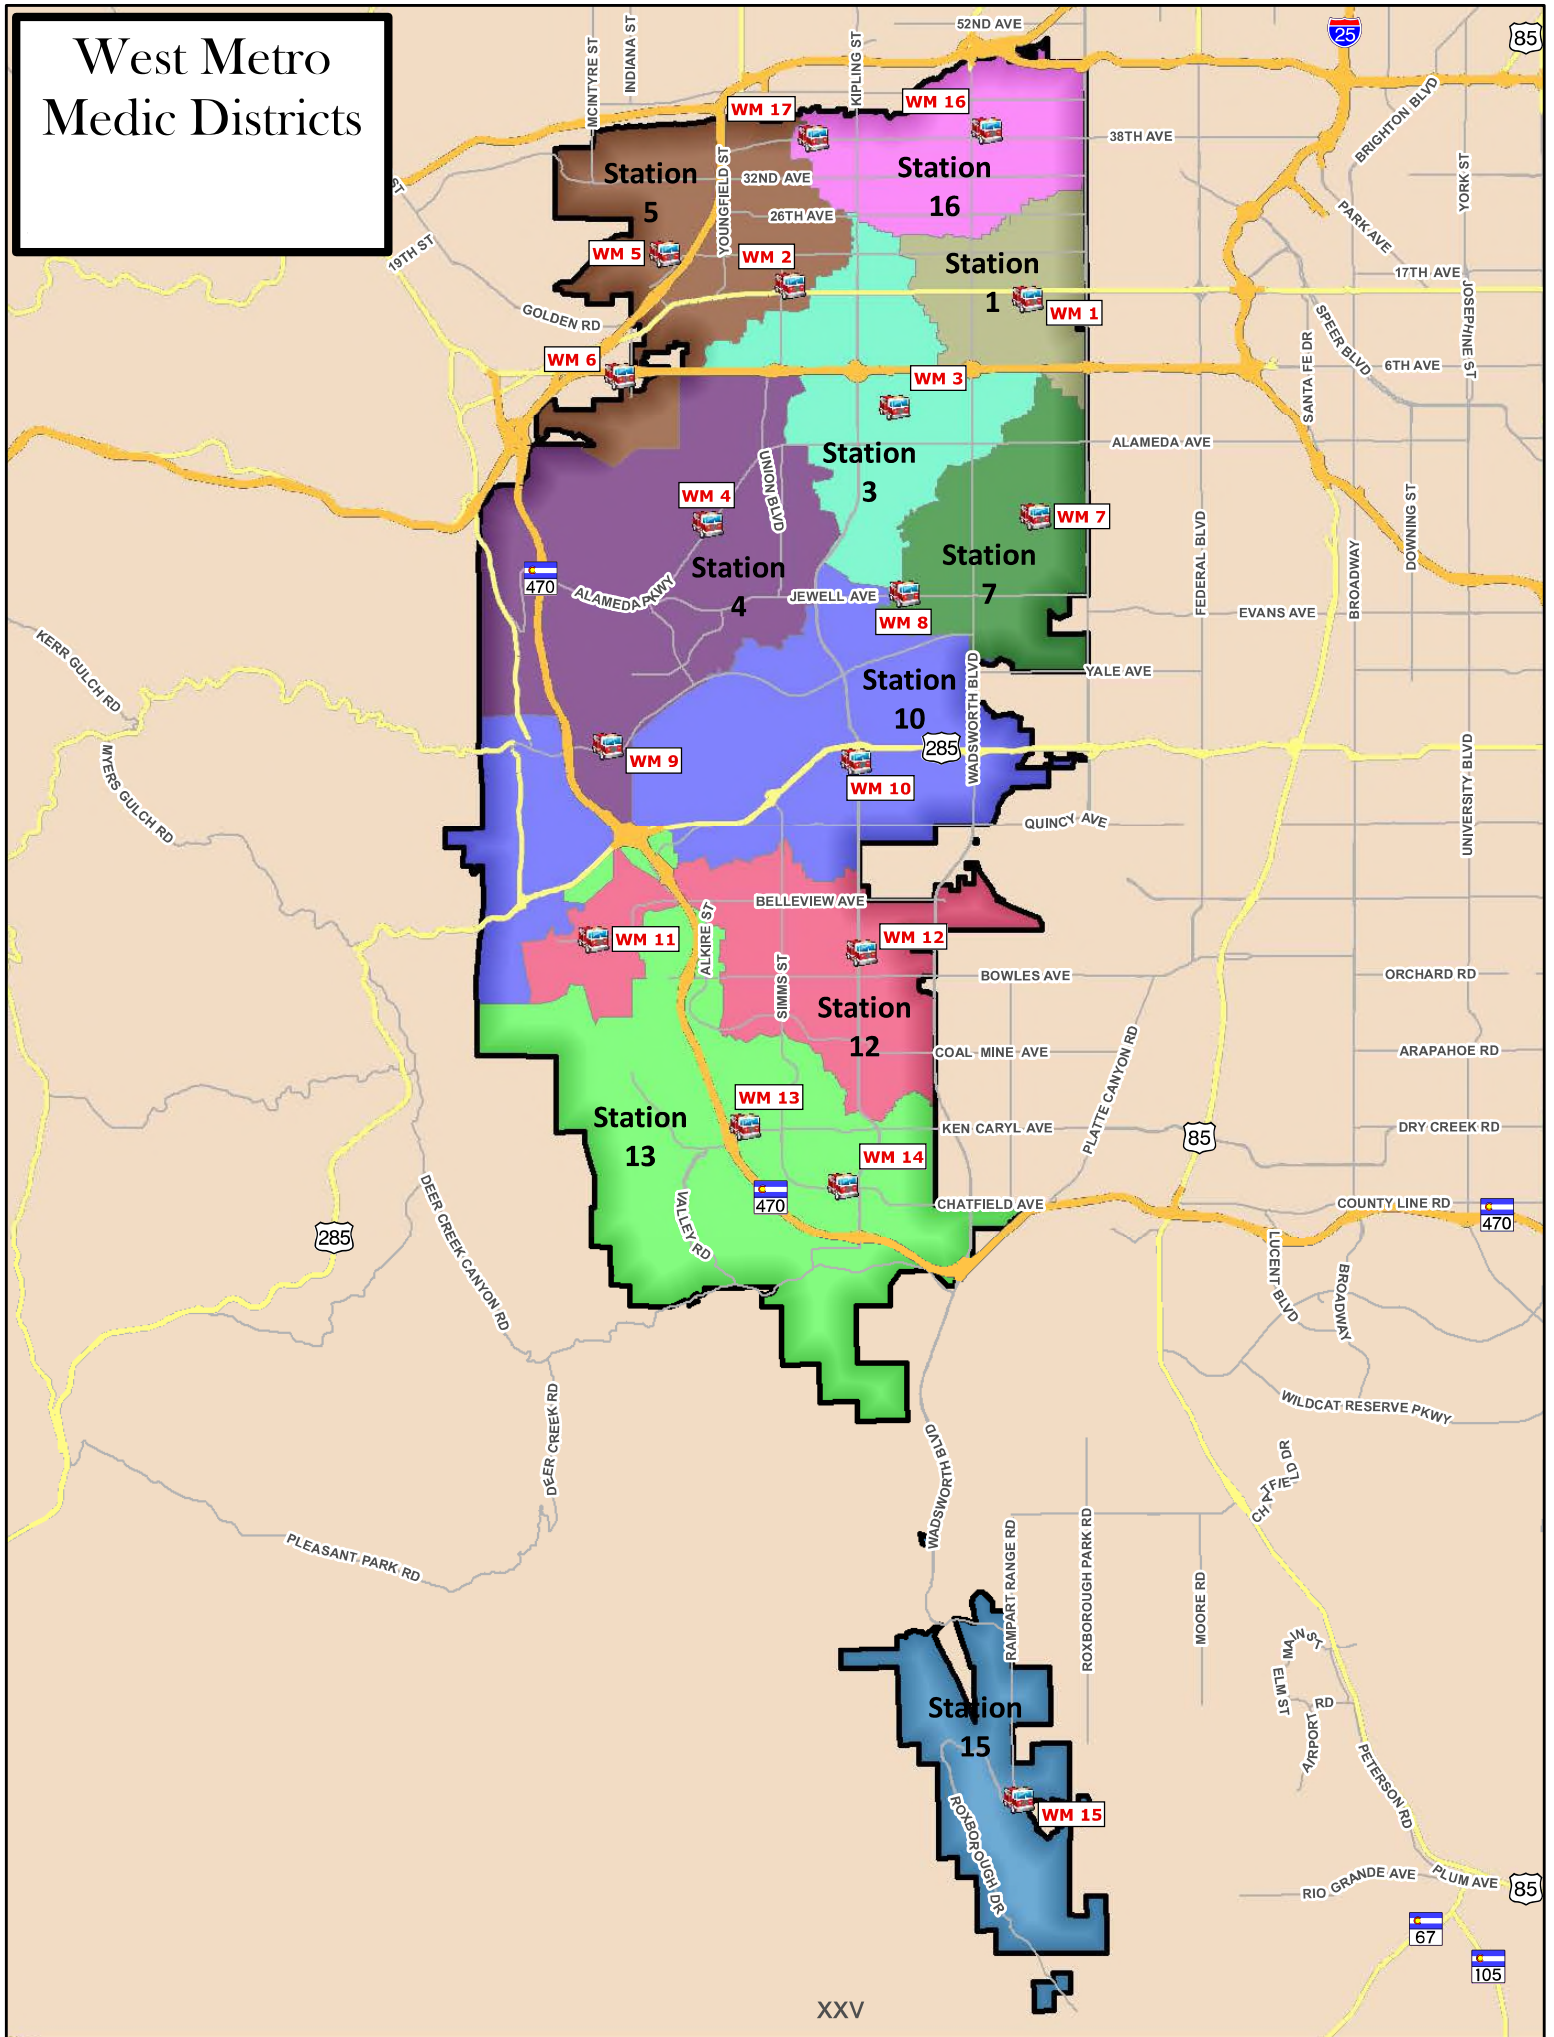 West Metro
Medic Districts
52ND AVE
MCINTYRE ST
INDIANA ST
KIPLING ST
25
85
WM 17
WM 16
38TH AVE
BRIGHTON BLVD
YORK ST
Station
5
YOUNGFIELD ST
32ND AVE
Station
16
26TH AVE
PARK AVE
ST
19TH ST
WM 5
WM 2
Station
1
17TH AVE
GOLDEN RD
WM 1
SPEER BLVD
JOSEPHINE ST
SANTA FE DR
WM 6
WM 3
6TH AVE
Station
3
ALAMEDA AVE
UNION BLVD
WM 4
WM 7
FEDERAL BLVD
DOWNING ST
BROADWAY
470
ALAMEDA PKWY
Station
4
Station
7
JEWELL AVE
EVANS AVE
WM 8
KERR GULCH RD
YALE AVE
Station
10
WADSWORTH BLVD
285
WM 9
WM 10
MYERS GULCH RD
UNIVERSITY BLVD
QUINCY AVE
BELLEVIEW AVE
WM 11
ALKIRE ST
WM 12
SIMMS ST
BOWLES AVE
ORCHARD RD
Station
12
COAL MINE AVE
ARAPAHOE RD
PLATTE CANYON RD
WM 13
Station
13
KEN CARYL AVE
85
DRY CREEK RD
WM 14
470
CHATFIELD AVE
COUNTY LINE RD
470
VALLEY RD
DEER CREEK CANYON RD
285
LUCENT BLVD
BROADWAY
DEER CREEK RD
WILDCAT RESERVE PKWY
WADSWORTH BLVD
CHATFIELD DR
PLEASANT PARK RD
RAMPART RANGE RD
ROXBOROUGH PARK RD
MOORE RD
MAIN ST
ELM ST
AIRPORT RD
Station
15
PETERSON RD
WM 15
ROXBOROUGH DR
RIO GRANDE AVE
PLUM AVE
85
67
105
XXV